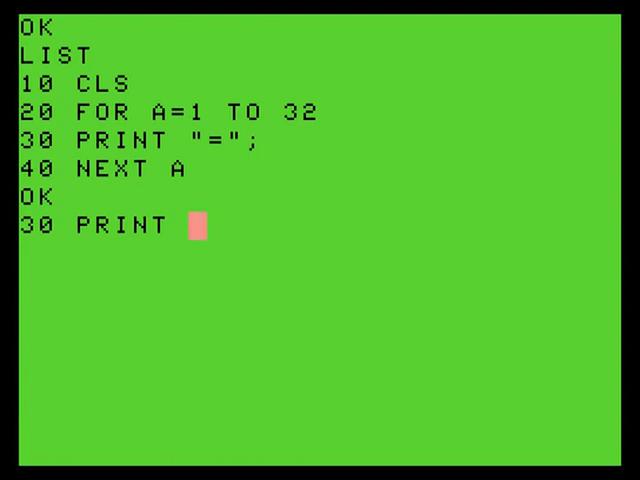 OK
LIST
10 CLS
20 FOR A=1 TO 32
30 PRINT "=";
40 NEXT A
OK
30 PRINT